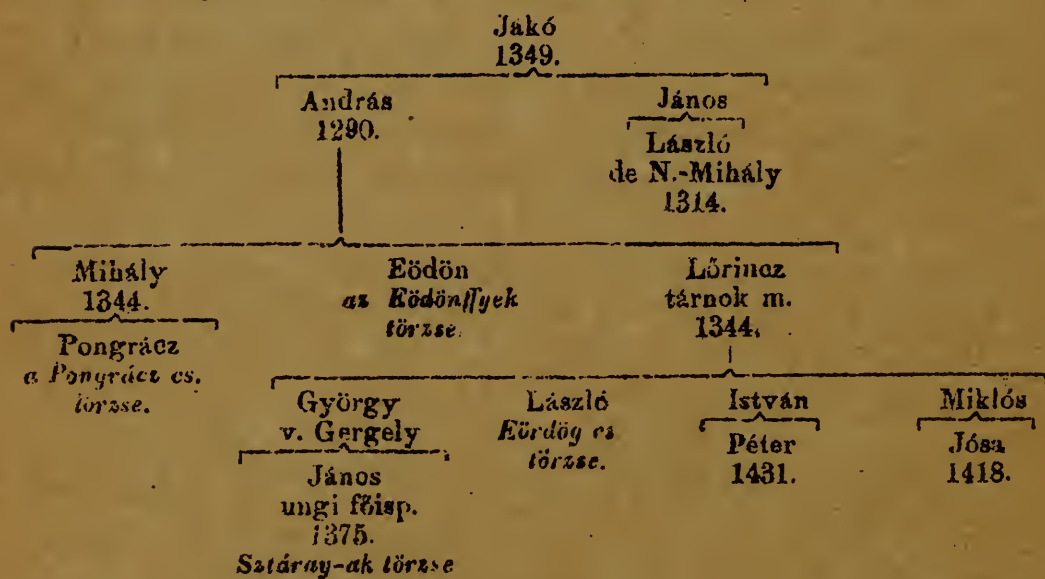 Jakó
1349.
András
1290.
János
László
de N.-Mihály
1314.
Mihály
1344.
Pongrácz
a Pongrácz cs.
törzse.
Eödön
az Eödönffyek
törzse.
Lőrincz
tárnok m.
1344.
György
v. Gergely
János
ungi főisp.
1375.
Sztáray-ak törzse
László
Eördög cs
törzse.
István
Péter
1431.
Miklós
Jósa
1418.